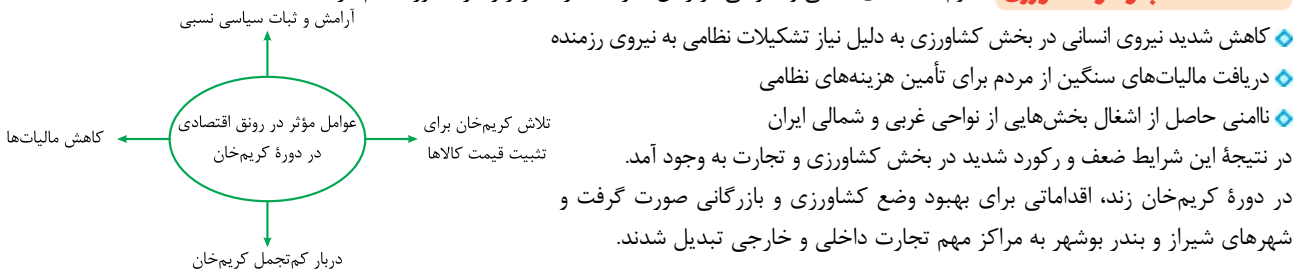 ◆ کاهش شدید نیروی انسانی در بخش کشاورزی به دلیل نیاز تشکیلات نظامی به نیروی رزمنده
◆ دریافت مالیات‌های سنگین از مردم برای تأمین هزینه‌های نظامی
◆ ناامنی حاصل از اشغال بخش‌هایی از نواحی غربی و شمالی ایران
در نتیجهٔ این شرایط ضعف و رکورد شدید در بخش کشاورزی و تجارت به وجود آمد.
در دورهٔ کریم‌خان زند، اقداماتی برای بهبود وضع کشاورزی و بازرگانی صورت گرفت و
شهرهای شیراز و بندر بوشهر به مراکز مهم تجارت داخلی و خارجی تبدیل شدند.
آرامش و ثبات سیاسی نسبی
عوامل مؤثر در رونق اقتصادی
در دورهٔ کریم‌خان
تلاش کریم‌خان برای
تثبیت قیمت کالاها
کاهش مالیات‌ها
دربار کم‌تجمل کریم‌خان